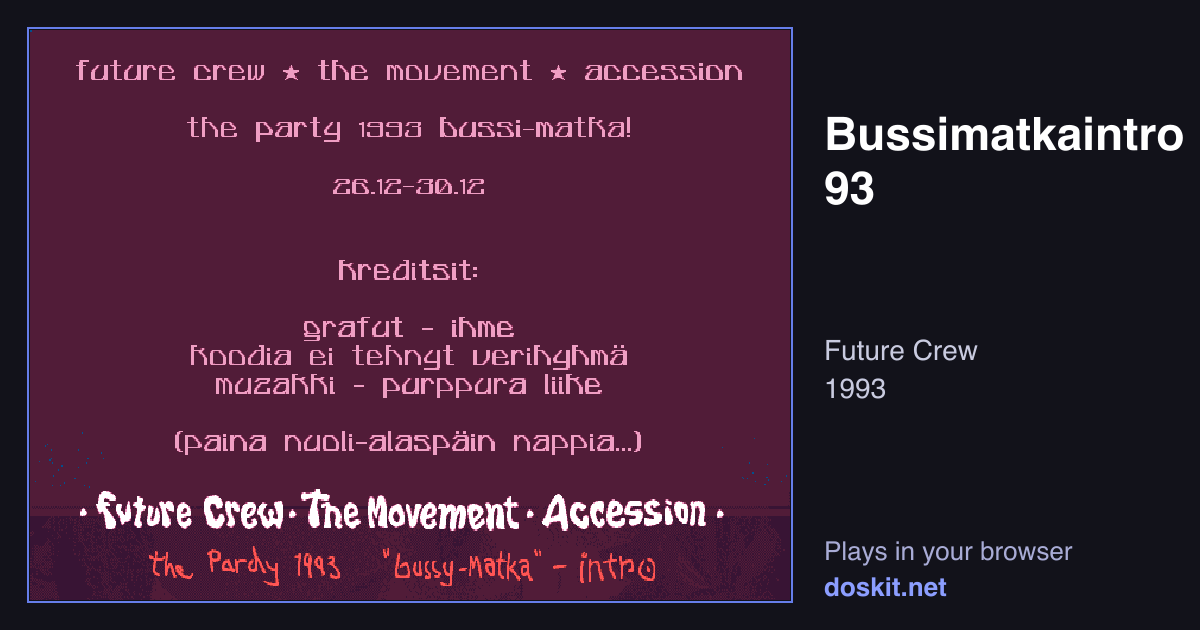 future crew ★ the movement ★ accession
the party 1993 bussi-matka!
26.12-30.12
kreditsit:
grafut - ihme
koodia ei tehnyt verihyhmä
muzakki - purppura liike
(paina nuoli-alaspäin nappia...)
· Future Crew · The Movement · Accession ·
the Pardy 1993 "bussy-Matka" - intro
Bussimatkaintro
93
Future Crew
1993
Plays in your browser
doskit.net